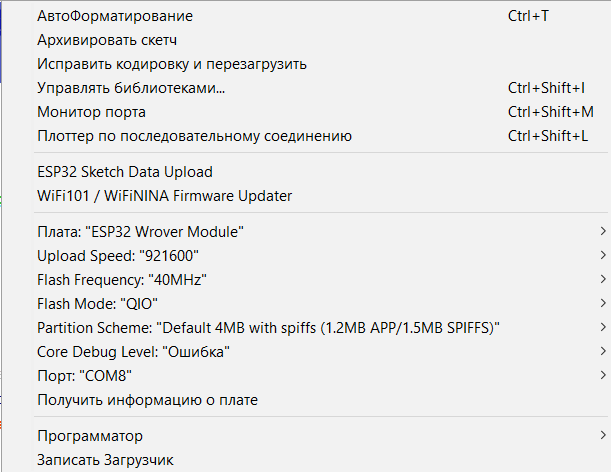 АвтоФорматирование Ctrl+T
Архивировать скетч
Исправить кодировку и перезагрузить
Управлять библиотеками... Ctrl+Shift+I
Монитор порта Ctrl+Shift+M
Плоттер по последовательному соединению Ctrl+Shift+L
ESP32 Sketch Data Upload
WiFi101 / WiFiNINA Firmware Updater
Плата: "ESP32 Wrover Module"
Upload Speed: "921600"
Flash Frequency: "40MHz"
Flash Mode: "QIO"
Partition Scheme: "Default 4MB with spiffs (1.2MB APP/1.5MB SPIFFS)"
Core Debug Level: "Ошибка"
Порт: "COM8"
Получить информацию о плате
Программатор
Записать Загрузчик